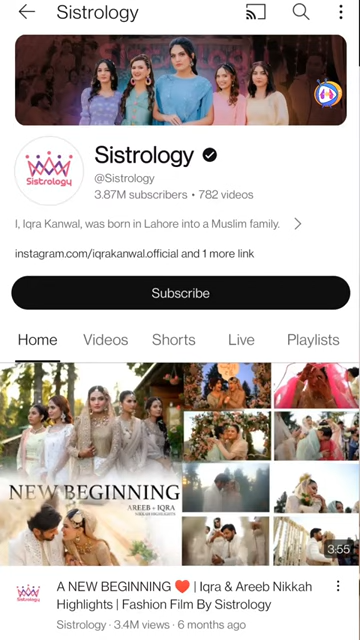 Sistrology
Sistrology
Sistrology
@Sistrology
3.87M subscribers • 782 videos
I, Iqra Kanwal, was born in Lahore into a Muslim family.
instagram.com/iqrakanwal.official and 1 more link
Subscribe
Home Videos Shorts Live Playlists
NEW BEGINNING
AREEB • IQRA
NIKKAH HIGHLIGHTS
3:55
A NEW BEGINNING ❤️ | Iqra & Areeb Nikkah
Highlights | Fashion Film By Sistrology
Sistrology
Sistrology · 3.4M views · 6 months ago